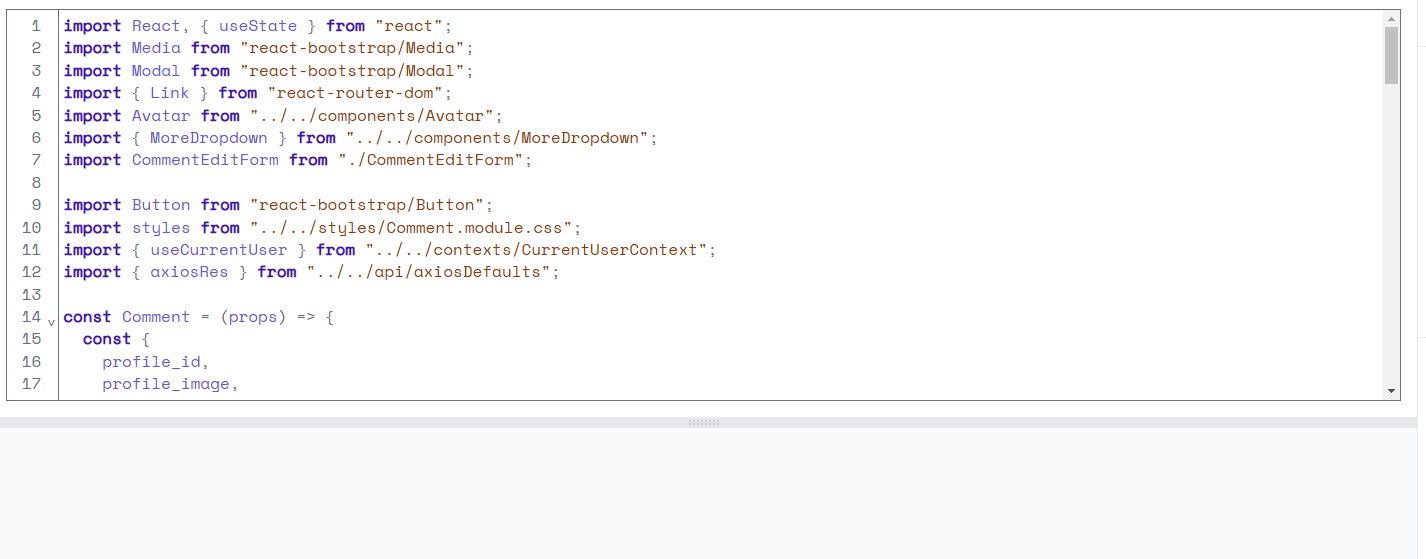 1 import React, { useState } from "react";
2 import Media from "react-bootstrap/Media";
3 import Modal from "react-bootstrap/Modal";
4 import { Link } from "react-router-dom";
5 import Avatar from "../../components/Avatar";
6 import { MoreDropdown } from "../../components/MoreDropdown";
7 import CommentEditForm from "./CommentEditForm";
8
9 import Button from "react-bootstrap/Button";
10 import styles from "../../styles/Comment.module.css";
11 import { useCurrentUser } from "../../contexts/CurrentUserContext";
12 import { axiosRes } from "../../api/axiosDefaults";
13
14 const Comment = (props) => {
15   const {
16     profile_id,
17     profile_image,